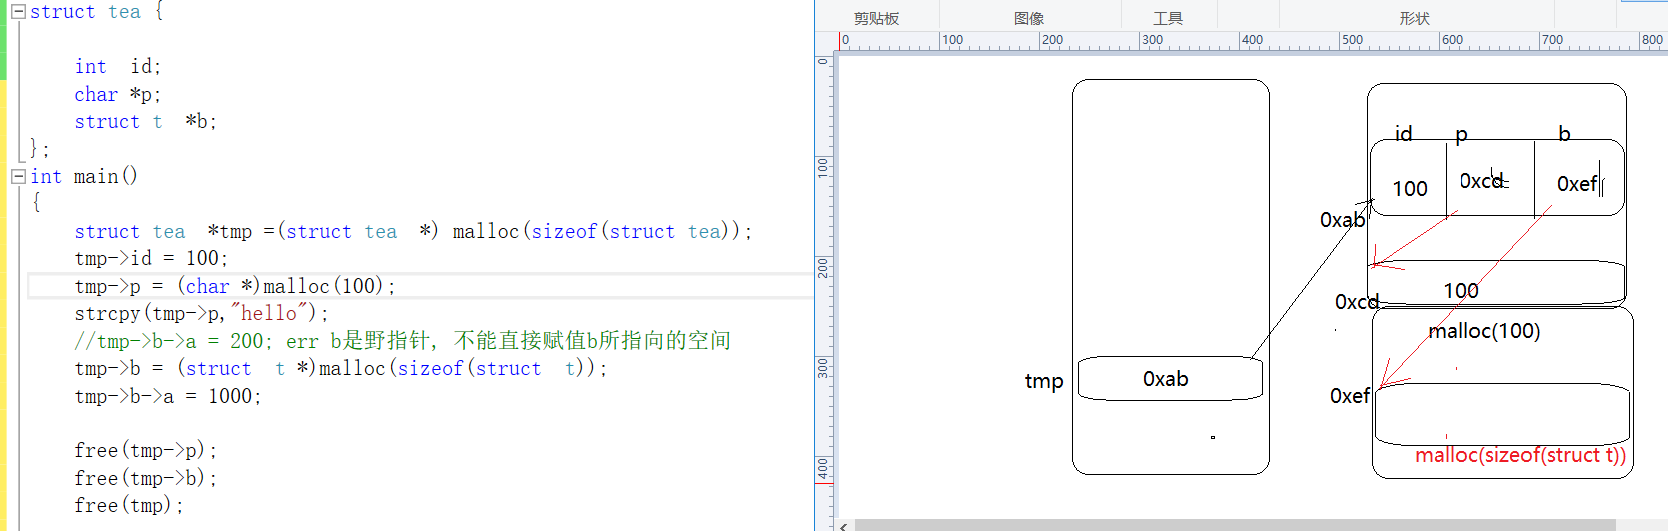 struct tea {
int  id;
char *p;
struct t  *b;
};
int main()
{
struct tea  *tmp =(struct tea  *) malloc(sizeof(struct tea));
tmp->id = 100;
tmp->p = (char *)malloc(100);
strcpy(tmp->p,"hello");
//tmp->b->a = 200; err b是野指针, 不能直接赋值b所指向的空间
tmp->b = (struct  t *)malloc(sizeof(struct  t));
tmp->b->a = 1000;
free(tmp->p);
free(tmp->b);
free(tmp);
剪贴板 图像 工具 形状
0 100 200 300 400 500 600 700 800
0
100
200
300
400
id p b
100 0xcd 0xef
0xab
0xcd 100
malloc(100)
tmp 0xab
0xef
malloc(sizeof(struct t))